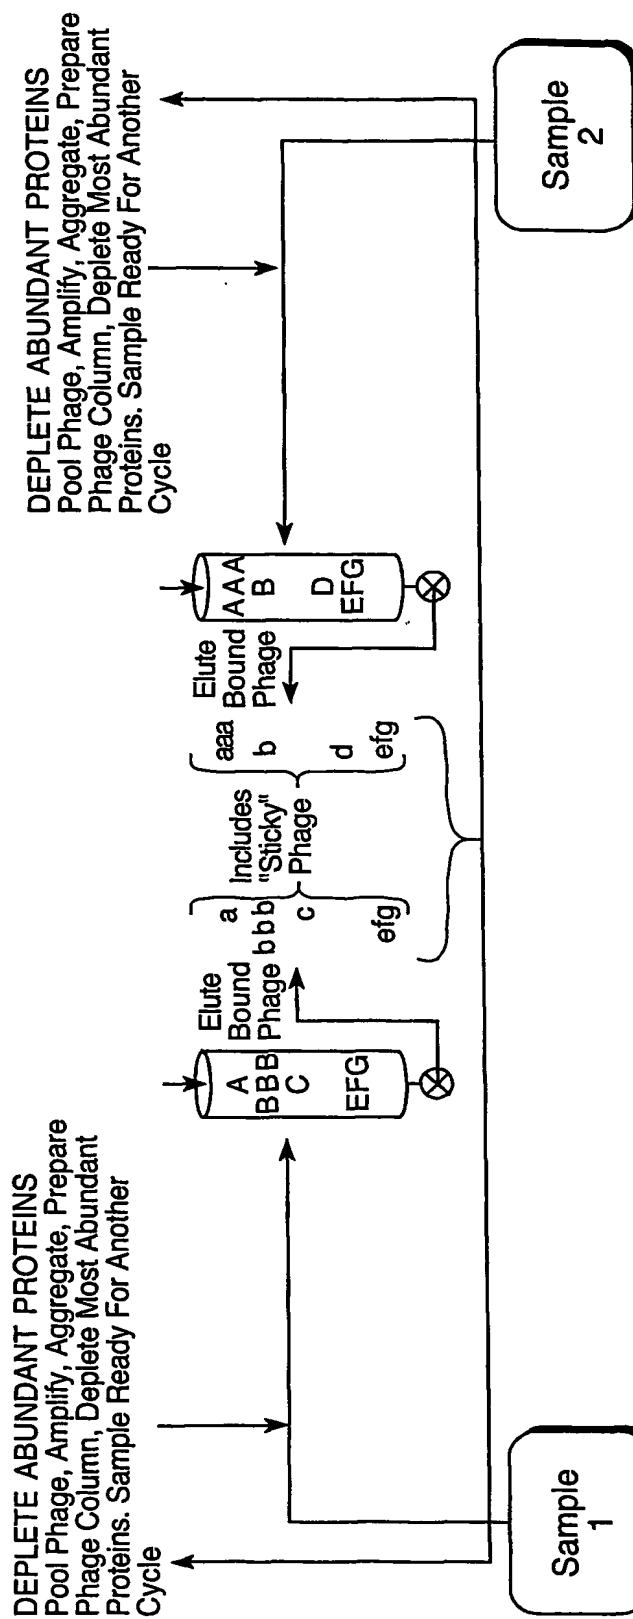 DEPLETE ABUNDANT PROTEINS
Pool Phage, Amplify, Aggregate, Prepare
Phage Column, Deplete Most Abundant
Proteins. Sample Ready For Another
Cycle
Sample
1
A
BBB
C
EFG
Elute
Bound
Phage
a
bbb
c
efg
Includes
"Sticky"
Phage
aaa
b
d
efg
Elute
Bound
Phage
AAA
B
D
EFG
DEPLETE ABUNDANT PROTEINS
Pool Phage, Amplify, Aggregate, Prepare
Phage Column, Deplete Most Abundant
Proteins. Sample Ready For Another
Cycle
Sample
2